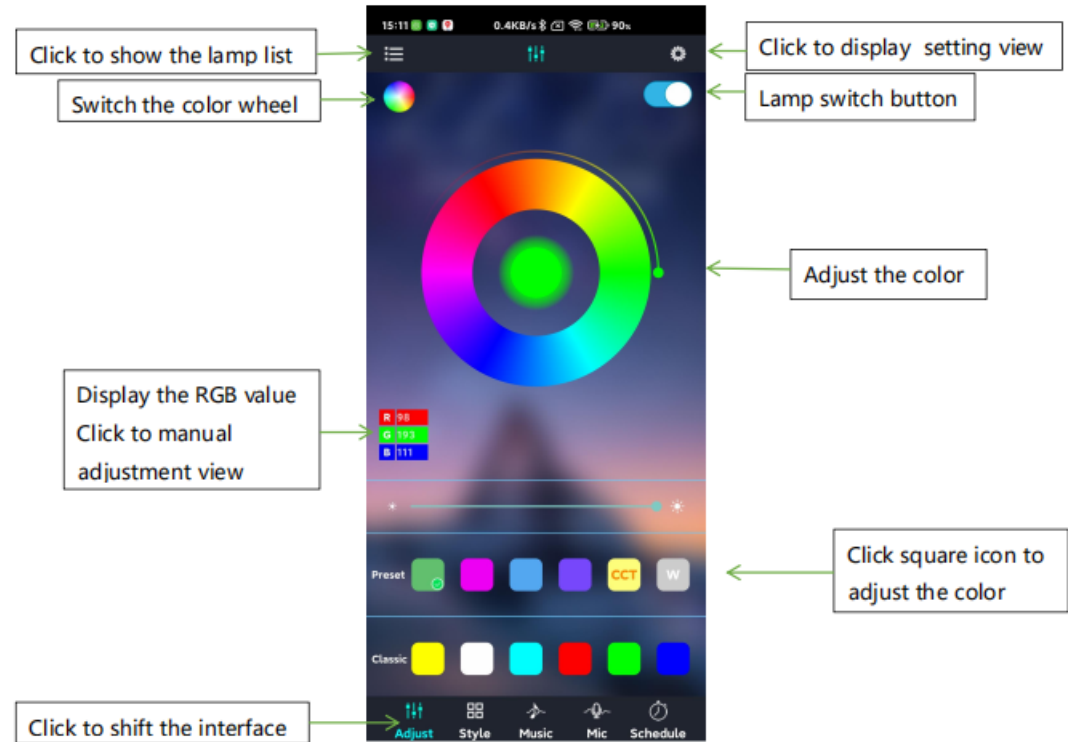 15:11 0.4KB/s 90%
Click to show the lamp list
Click to display setting view
Switch the color wheel
Lamp switch button
Adjust the color
Display the RGB value
Click to manual
adjustment view
R 98
G 193
B 111
Click square icon to
adjust the color
Preset CCT W
Classic
Click to shift the interface
Adjust Style Music Mic Schedule